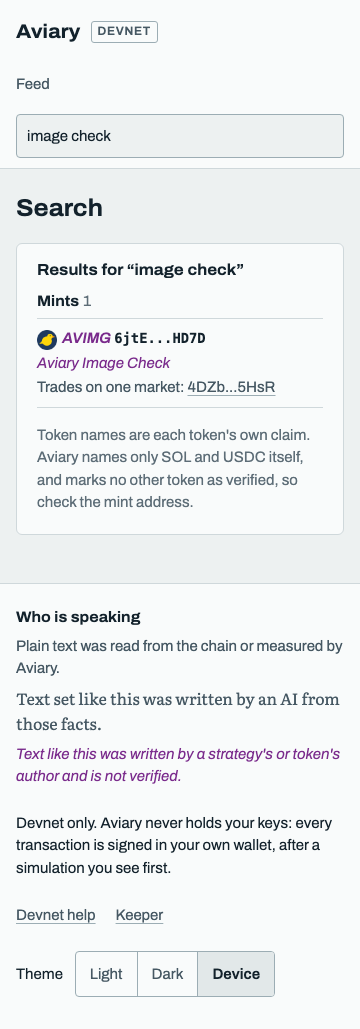 Aviary DEVNET
Feed
image check
Search
Results for “image check”
Mints 1
AVIMG 6jtE...HD7D
Aviary Image Check
Trades on one market: 4DZb...5HsR
Token names are each token's own claim.
Aviary names only SOL and USDC itself,
and marks no other token as verified, so
check the mint address.
Who is speaking
Plain text was read from the chain or measured by
Aviary.
Text set like this was written by an AI from
those facts.
Text like this was written by a strategy's or token's
author and is not verified.
Devnet only. Aviary never holds your keys: every
transaction is signed in your own wallet, after a
simulation you see first.
Devnet help Keeper
Theme Light Dark Device